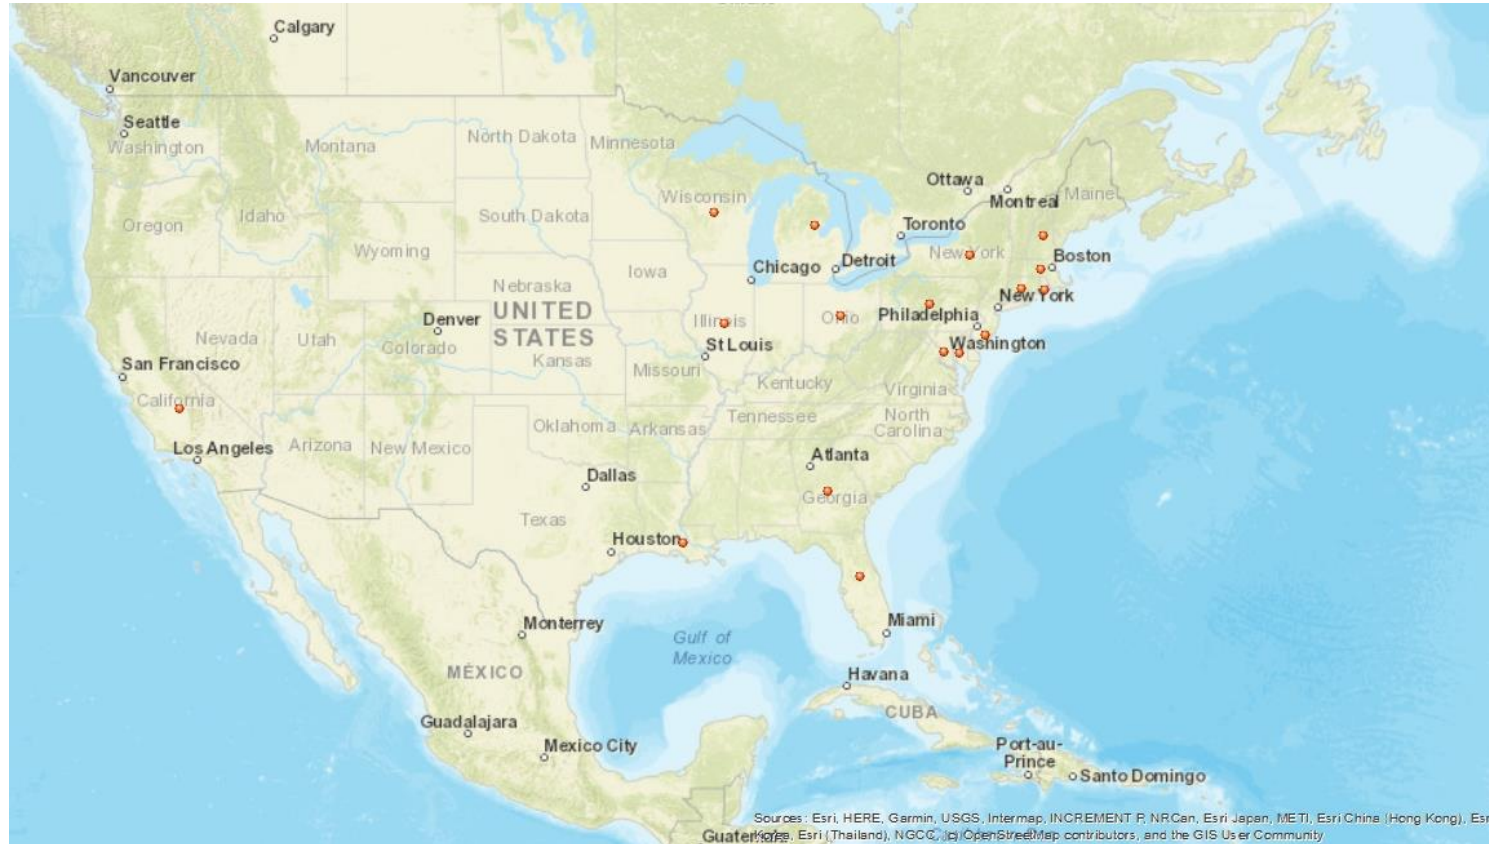 Calgary
Vancouver
Seattle
Washington
Montana
North Dakota
Minnesota
Ottawa
Montreal
Maine
Wisconsin
Oregon
Idaho
South Dakota
Toronto
Wyoming
New York
Boston
Iowa
Chicago
Detroit
Nebraska
New York
UNITED
STATES
Denver
Illinois
Ohio
Philadelphia
Nevada
Utah
Colorado
St Louis
Washington
San Francisco
Kansas
Missouri
Kentucky
Virginia
California
Oklahoma
Arkansas
Tennessee
North
Carolina
Los Angeles
Arizona
New Mexico
Atlanta
Dallas
Georgia
Texas
Houston
Monterrey
Miami
Gulf of
Mexico
MÉXICO
Havana
CUBA
Guadalajara
Mexico City
Port-au-
Prince
Santo Domingo
Sources: Esri, HERE, Garmin, USGS, Intermap, INCREMENT P, NRCan, Esri Japan, METI, Esri China (Hong Kong), Esri
Esri (Thailand), NGCC, (c) OpenStreetMap contributors, and the GIS User Community